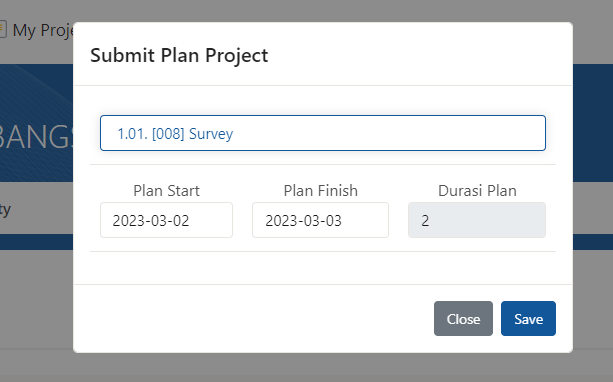 My Proje
Submit Plan Project
BANGS
1.01. [008] Survey
Plan Start Plan Finish Durasi Plan
ty
2023-03-02 2023-03-03 2
Close Save